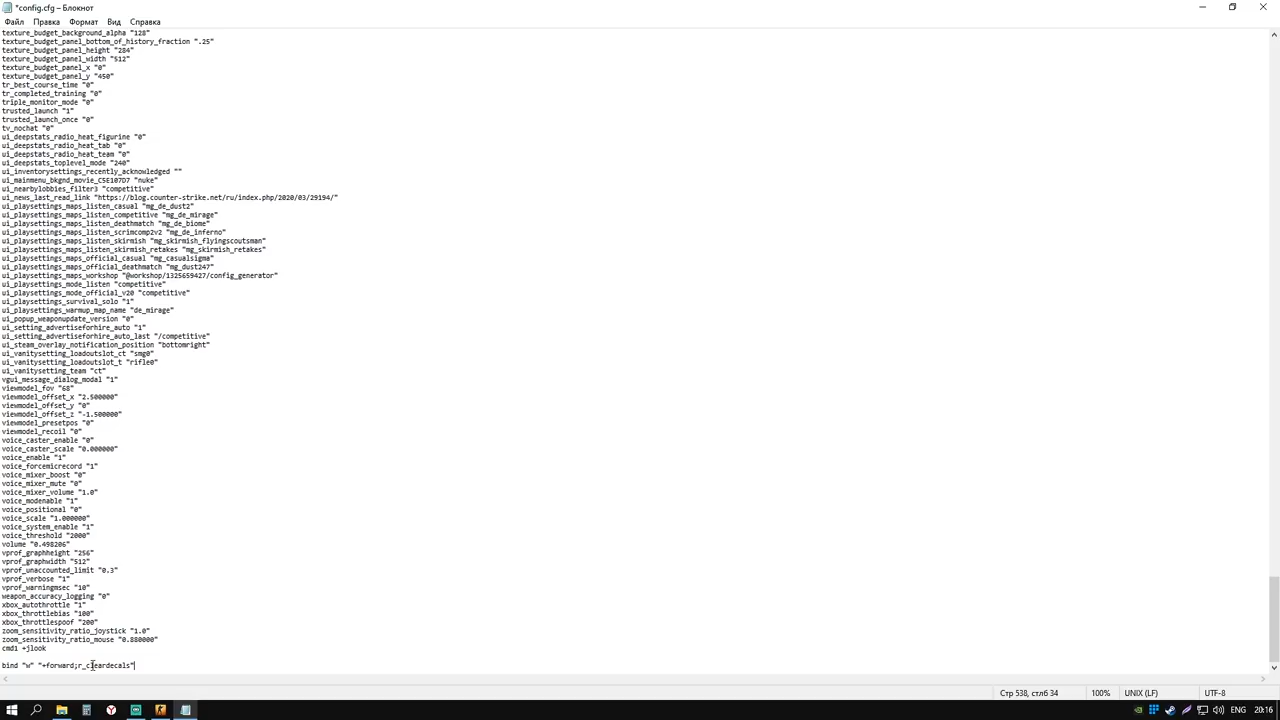 *config.cfg – Блокнот
Файл Правка Формат Вид Справка
texture_budget_background_alpha "128"
texture_budget_panel_bottom_of_history_fraction ".25"
texture_budget_panel_height "284"
texture_budget_panel_width "512"
texture_budget_panel_x "0"
texture_budget_panel_y "450"
tr_best_course_time "0"
tr_completed_training "0"
triple_monitor_mode "0"
trusted_launch "1"
trusted_launch_once "0"
tv_nochat "0"
ui_deepstats_radio_heat_figurine "0"
ui_deepstats_radio_heat_tab "0"
ui_deepstats_radio_heat_team "0"
ui_deepstats_toplevel_mode "240"
ui_inventorysettings_recently_acknowledged ""
ui_mainmenu_bkgnd_movie_C5E107D7 "nuke"
ui_nearbylobbies_filter3 "competitive"
ui_news_last_read_link "https://blog.counter-strike.net/ru/index.php/2020/03/29194/"
ui_playsettings_maps_listen_casual "mg_de_dust2"
ui_playsettings_maps_listen_competitive "mg_de_mirage"
ui_playsettings_maps_listen_deathmatch "mg_de_biome"
ui_playsettings_maps_listen_scrimcomp2v2 "mg_de_inferno"
ui_playsettings_maps_listen_skirmish "mg_skirmish_flyingscoutsman"
ui_playsettings_maps_listen_skirmish_retakes "mg_skirmish_retakes"
ui_playsettings_maps_official_casual "mg_casualsigma"
ui_playsettings_maps_official_deathmatch "mg_dust247"
ui_playsettings_maps_workshop "@workshop/1325659427/config_generator"
ui_playsettings_mode_listen "competitive"
ui_playsettings_mode_official_v20 "competitive"
ui_playsettings_survival_solo "1"
ui_playsettings_warmup_map_name "de_mirage"
ui_popup_weaponupdate_version "0"
ui_setting_advertiseforhire_auto "1"
ui_setting_advertiseforhire_auto_last "/competitive"
ui_steam_overlay_notification_position "bottomright"
ui_vanitysetting_loadoutslot_ct "smg0"
ui_vanitysetting_loadoutslot_t "rifle0"
ui_vanitysetting_team "ct"
vgui_message_dialog_modal "1"
viewmodel_fov "68"
viewmodel_offset_x "2.500000"
viewmodel_offset_y "0"
viewmodel_offset_z "-1.500000"
viewmodel_presetpos "0"
viewmodel_recoil "0"
voice_caster_enable "0"
voice_caster_scale "0.000000"
voice_enable "1"
voice_forcemicrecord "1"
voice_mixer_boost "0"
voice_mixer_mute "0"
voice_mixer_volume "1.0"
voice_modenable "1"
voice_positional "0"
voice_scale "1.000000"
voice_system_enable "1"
voice_threshold "2000"
volume "0.498206"
vprof_graphheight "256"
vprof_graphwidth "512"
vprof_unaccounted_limit "0.3"
vprof_verbose "1"
vprof_warningmsec "10"
weapon_accuracy_logging "0"
xbox_autothrottle "1"
xbox_throttlebias "100"
xbox_throttlespoof "200"
zoom_sensitivity_ratio_joystick "1.0"
zoom_sensitivity_ratio_mouse "0.880000"
cmd1 +jlook
bind "w" "+forward;r_cleardecals"
Стр 538, стлб 34 100% UNIX (LF) UTF-8
ENG 20:16